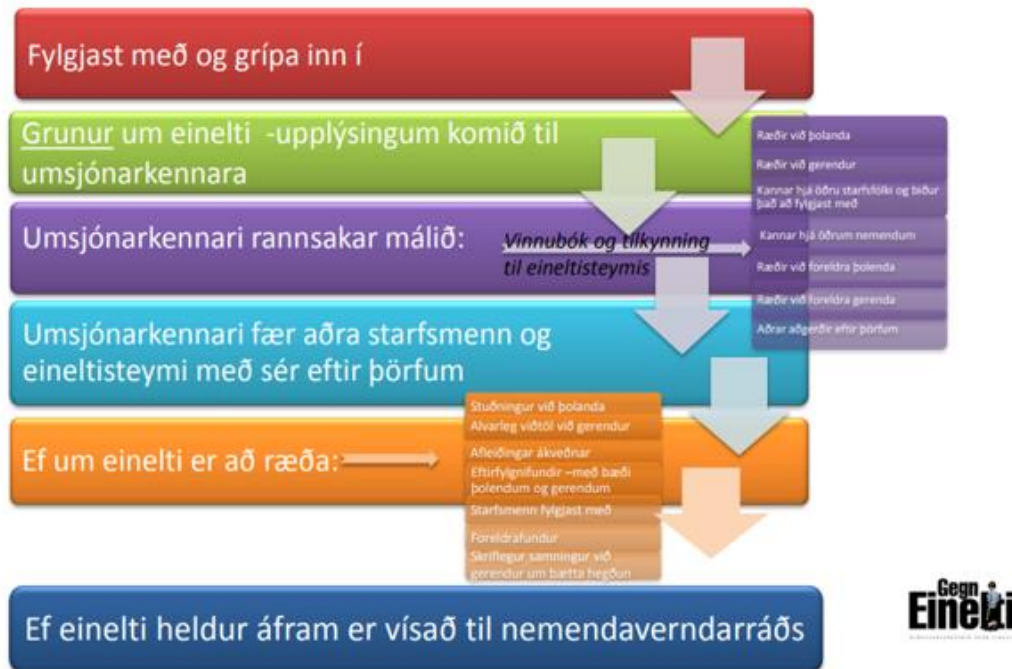 Fylgjast með og grípa inn í
Grunur um einelti -upplýsingum komið til
umsjónarkennara
Umsjónarkennari rannsakar málið:
Vinnubók og tilkynning
til eineltisteymis
Ræðir við þolanda
Ræðir við gerendur
Kannar hjá öðru starfsfólki og biður
það að fylgjast með
Kannar hjá öðrum nemendum
Ræðir við foreldra þolenda
Ræðir við foreldra gerenda
Aðrar aðgerðir eftir þörfum
Umsjónarkennari fær aðra starfsmenn og
eineltisteymi með sér eftir þörfum
Ef um einelti er að ræða:
Stuðningur við þolanda
Alvarleg viðtöl við gerendur
Afleiðingar ákveðnar
Eftirfylgnifundir –með bæði
þolendum og gerendum
Starfsmenn fylgjast með
Foreldrafundur
Skriflegur samningur við
gerendur um bætta hegðun
Ef einelti heldur áfram er vísað til nemendaverndarráðs
Gegn
Einelti